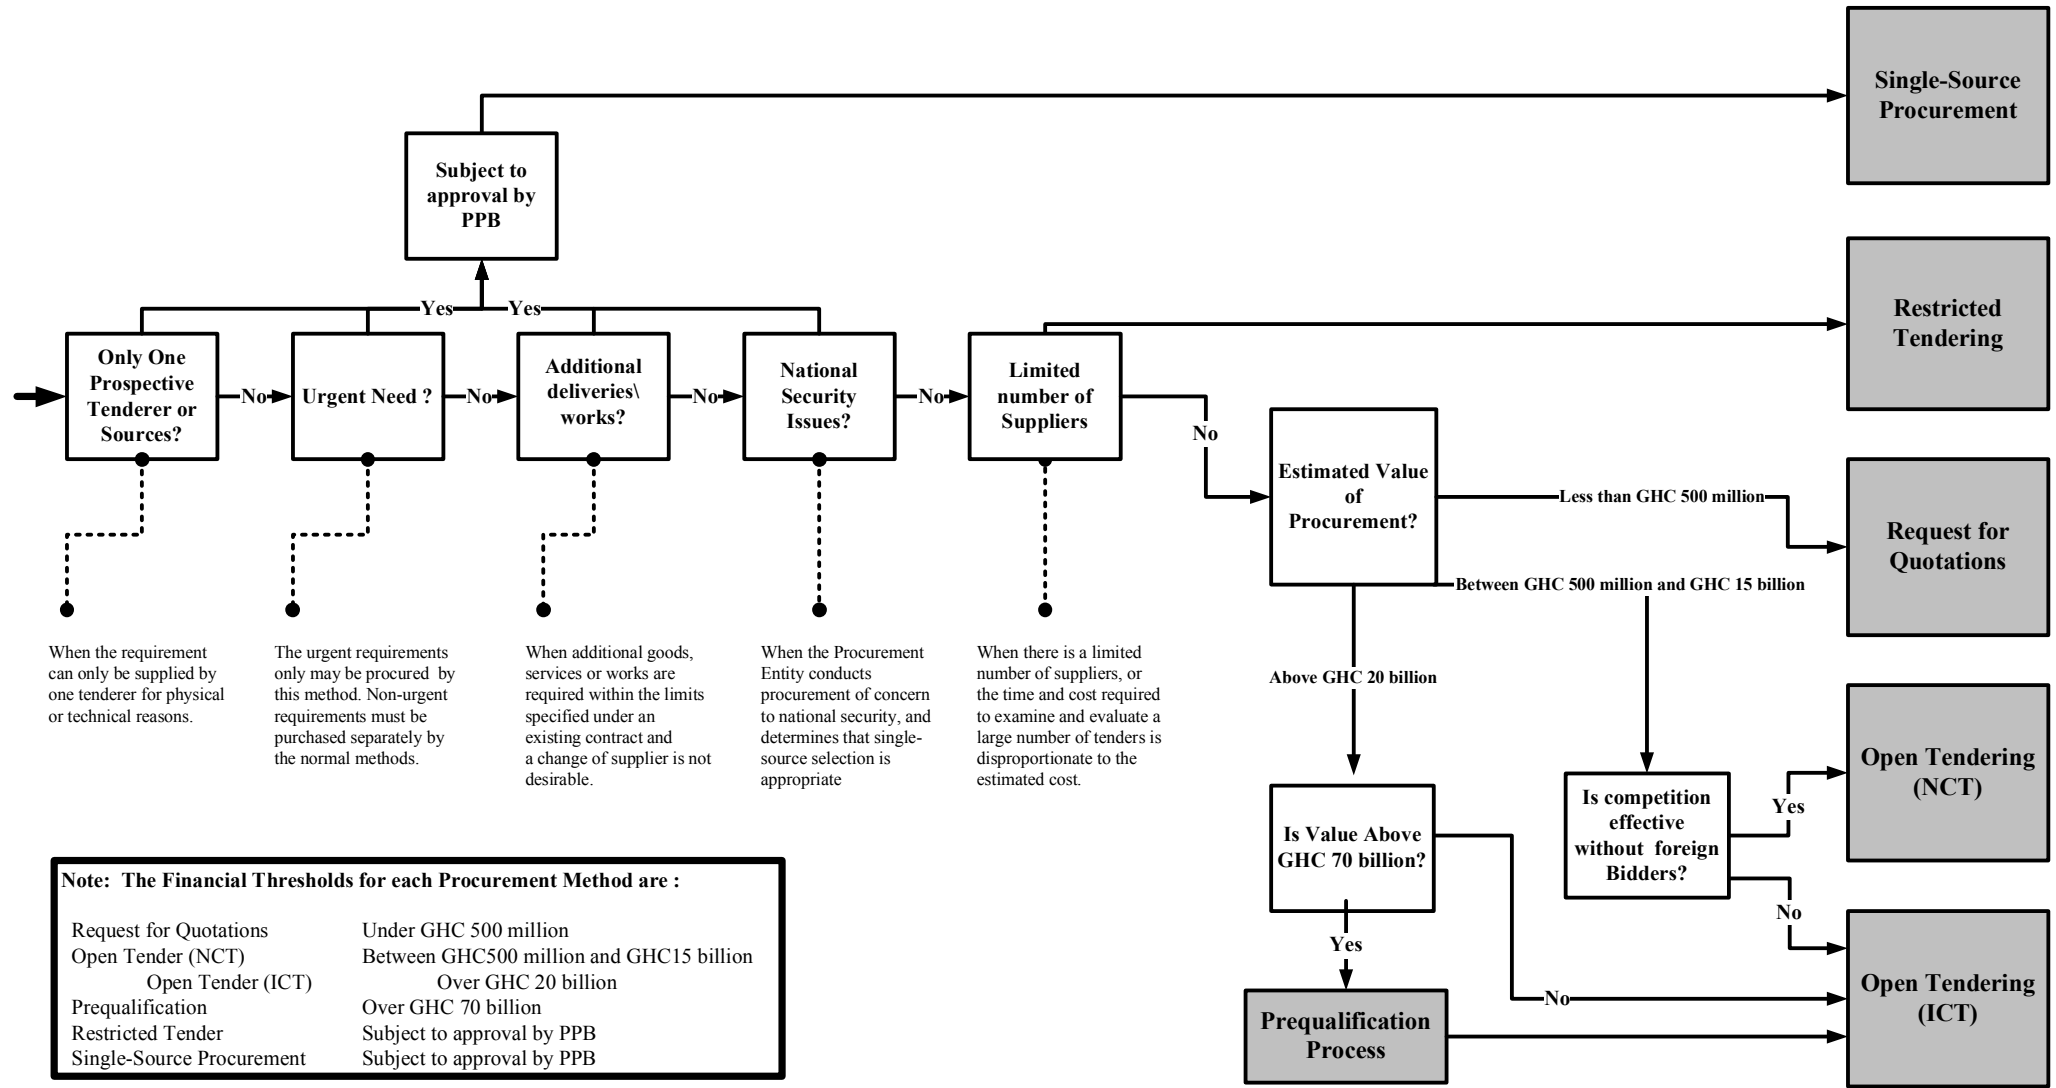 Single-Source
Procurement
Subject to
approval by
PPB
Restricted
Tendering
Yes
Yes
Only One
Prospective
Tenderer or
Sources?
No
Urgent Need ?
No
Additional
deliveries\
works?
No
National
Security
Issues?
No
Limited
number of
Suppliers
No
Estimated Value
of
Procurement?
Less than GHC 500 million
Request for
Quotations
Between GHC 500 million and GHC 15 billion
Above GHC 20 billion
When the requirement
can only be supplied by
one tenderer for physical
or technical reasons.
The urgent requirements
only may be procured by
this method. Non-urgent
requirements must be
purchased separately by
the normal methods.
When additional goods,
services or works are
required within the limits
specified under an
existing contract and
a change of supplier is not
desirable.
When the Procurement
Entity conducts
procurement of concern
to national security, and
determines that single-
source selection is
appropriate
When there is a limited
number of suppliers, or
the time and cost required
to examine and evaluate a
large number of tenders is
disproportionate to the
estimated cost.
Is Value Above
GHC 70 billion?
Is competition
effective
without foreign
Bidders?
Yes
Open Tendering
(NCT)
No
Yes
No
Prequalification
Process
Open Tendering
(ICT)
Note: The Financial Thresholds for each Procurement Method are :
Request for Quotations Under GHC 500 million
Open Tender (NCT) Between GHC500 million and GHC15 billion
Open Tender (ICT) Over GHC 20 billion
Prequalification Over GHC 70 billion
Restricted Tender Subject to approval by PPB
Single-Source Procurement Subject to approval by PPB